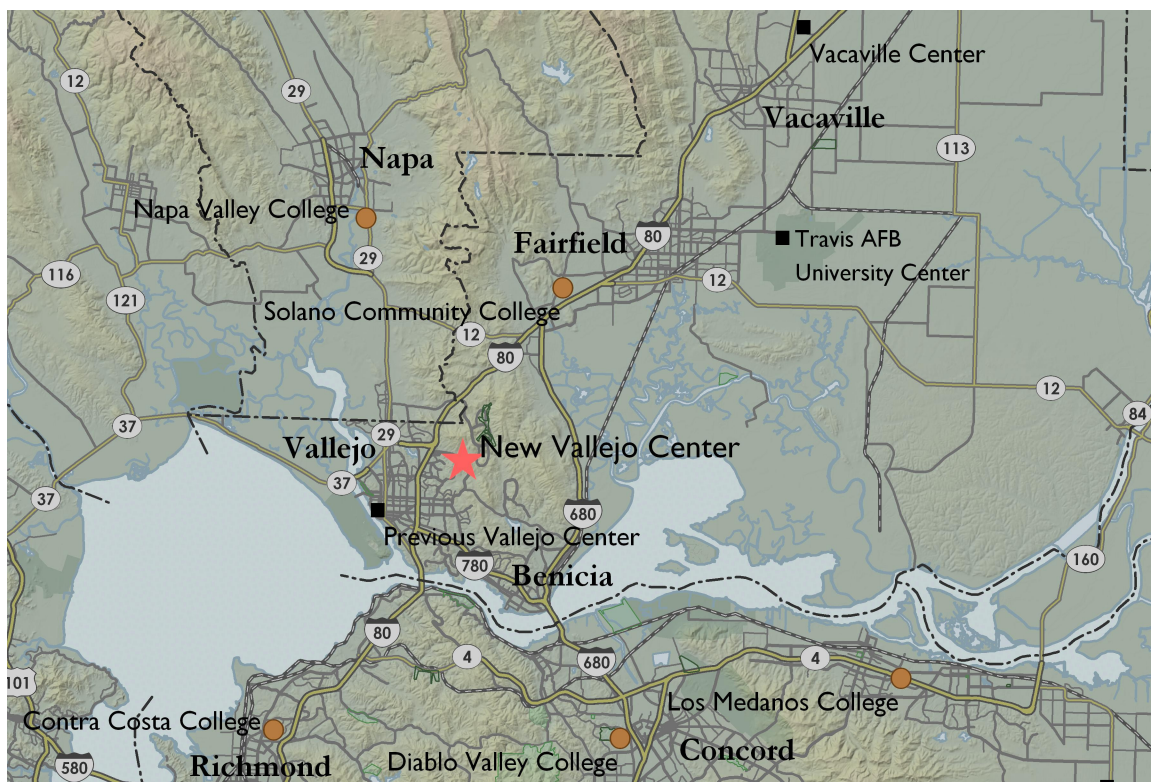 Vacaville Center
12
29
Vacaville
113
Napa
Napa Valley College
Fairfield
80
Travis AFB
University Center
29
116
121
12
Solano Community College
12
80
12
84
37
29
Vallejo
New Vallejo Center
37
37
680
Previous Vallejo Center
780
Benicia
160
80
4
680
4
101
Los Medanos College
Contra Costa College
Diablo Valley College
Concord
Richmond
580